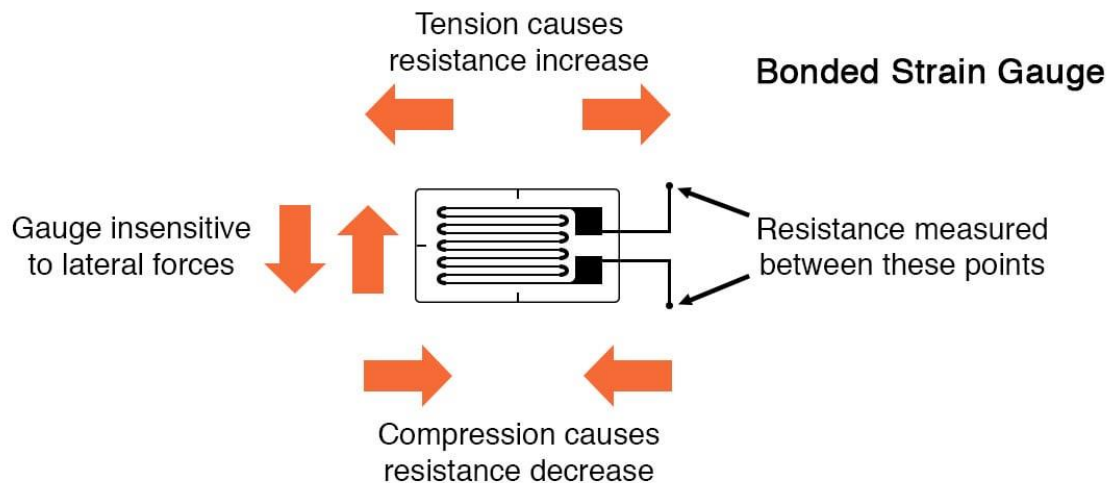 Tension causes
resistance increase
Bonded Strain Gauge
Gauge insensitive
to lateral forces
Resistance measured
between these points
Compression causes
resistance decrease